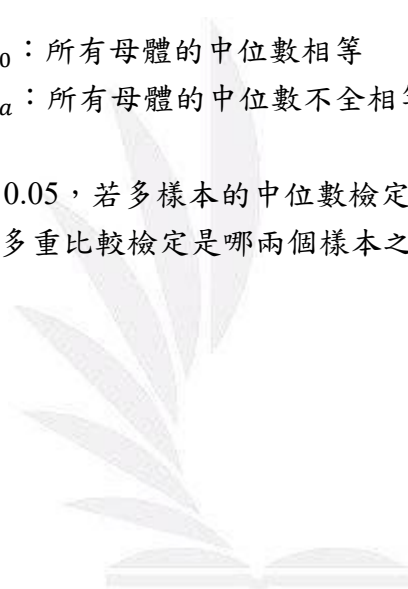 ₀：所有母體的中位數相等
ₐ：所有母體的中位數不全相等
0.05，若多樣本的中位數檢定
多重比較檢定是哪兩個樣本之